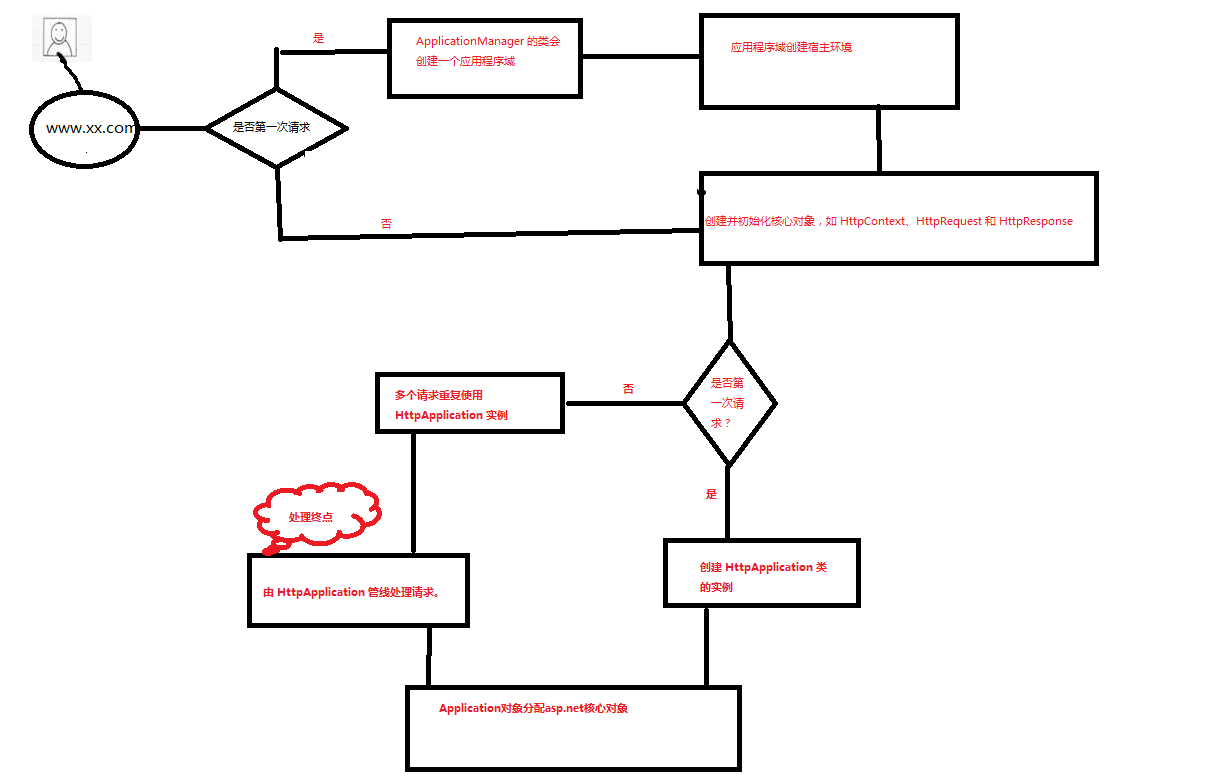 是
ApplicationManager 的类会
创建一个应用程序域
应用程序域创建宿主环境
www.xx.com
是否第一次请求
否
创建并初始化核心对象，如 HttpContext、HttpRequest 和 HttpResponse
多个请求重复使用
HttpApplication 实例
否
是否第
一次请
求？
是
处理终点
由 HttpApplication 管线处理请求。
创建 HttpApplication 类
的实例
Application对象分配asp.net核心对象